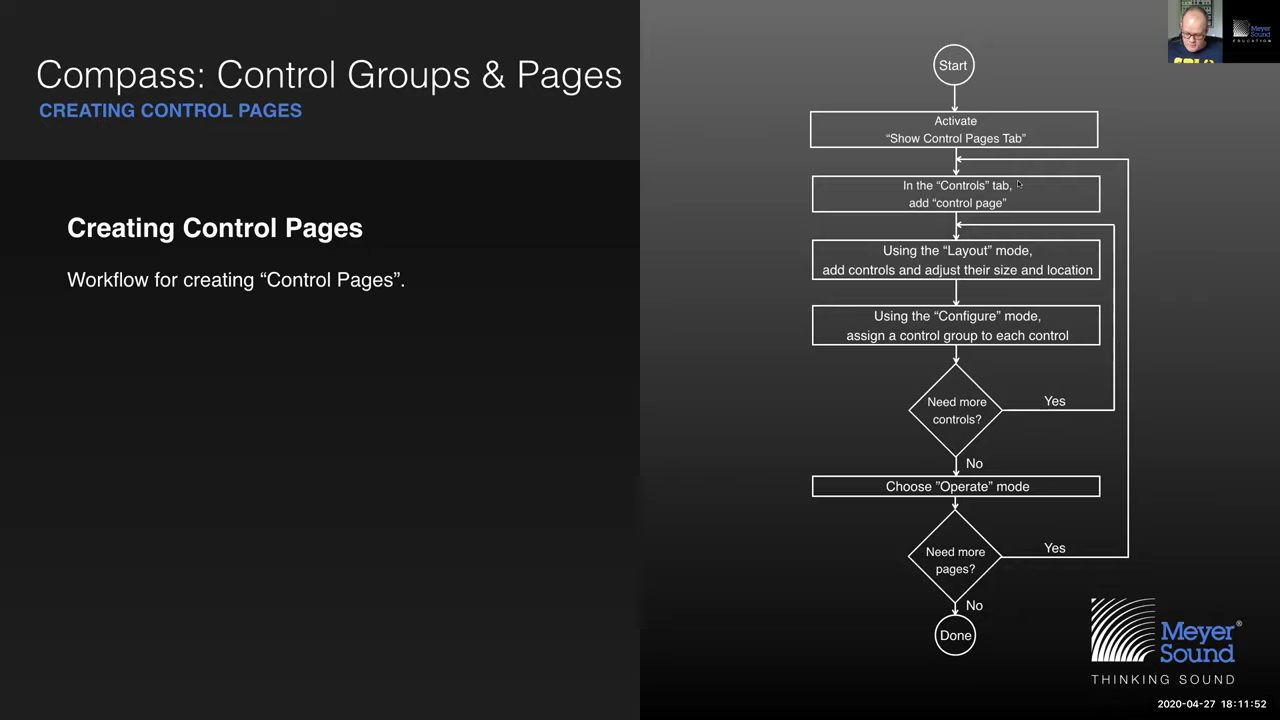 Compass: Control Groups & Pages
CREATING CONTROL PAGES
Creating Control Pages
Workflow for creating “Control Pages”.
Start
Activate
“Show Control Pages Tab”
In the “Controls” tab,
add “control page”
Using the “Layout” mode,
add controls and adjust their size and location
Using the “Configure” mode,
assign a control group to each control
Need more
controls?
Yes
No
Choose ”Operate” mode
Need more
pages?
Yes
No
Done
Meyer
Sound
EDUCATION
Meyer
Sound®
THINKING SOUND
2020-04-27 18:11:52